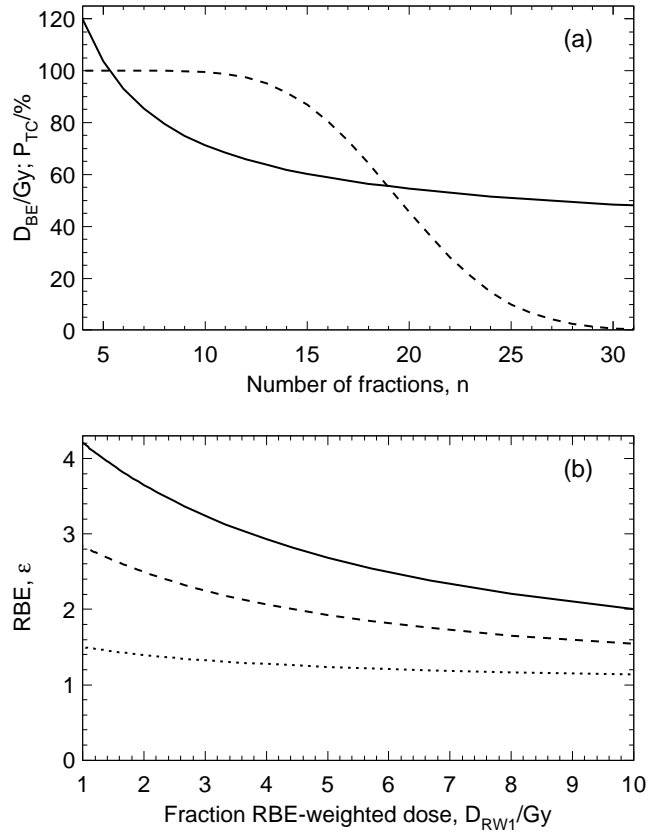 120
100
80
60
40
20
0
D_BE/Gy; P_TC/%
(a)
5 10 15 20 25 30
Number of fractions, n
4
3
2
1
0
RBE, ε
(b)
1 2 3 4 5 6 7 8 9 10
Fraction RBE-weighted dose, D_RW1/Gy